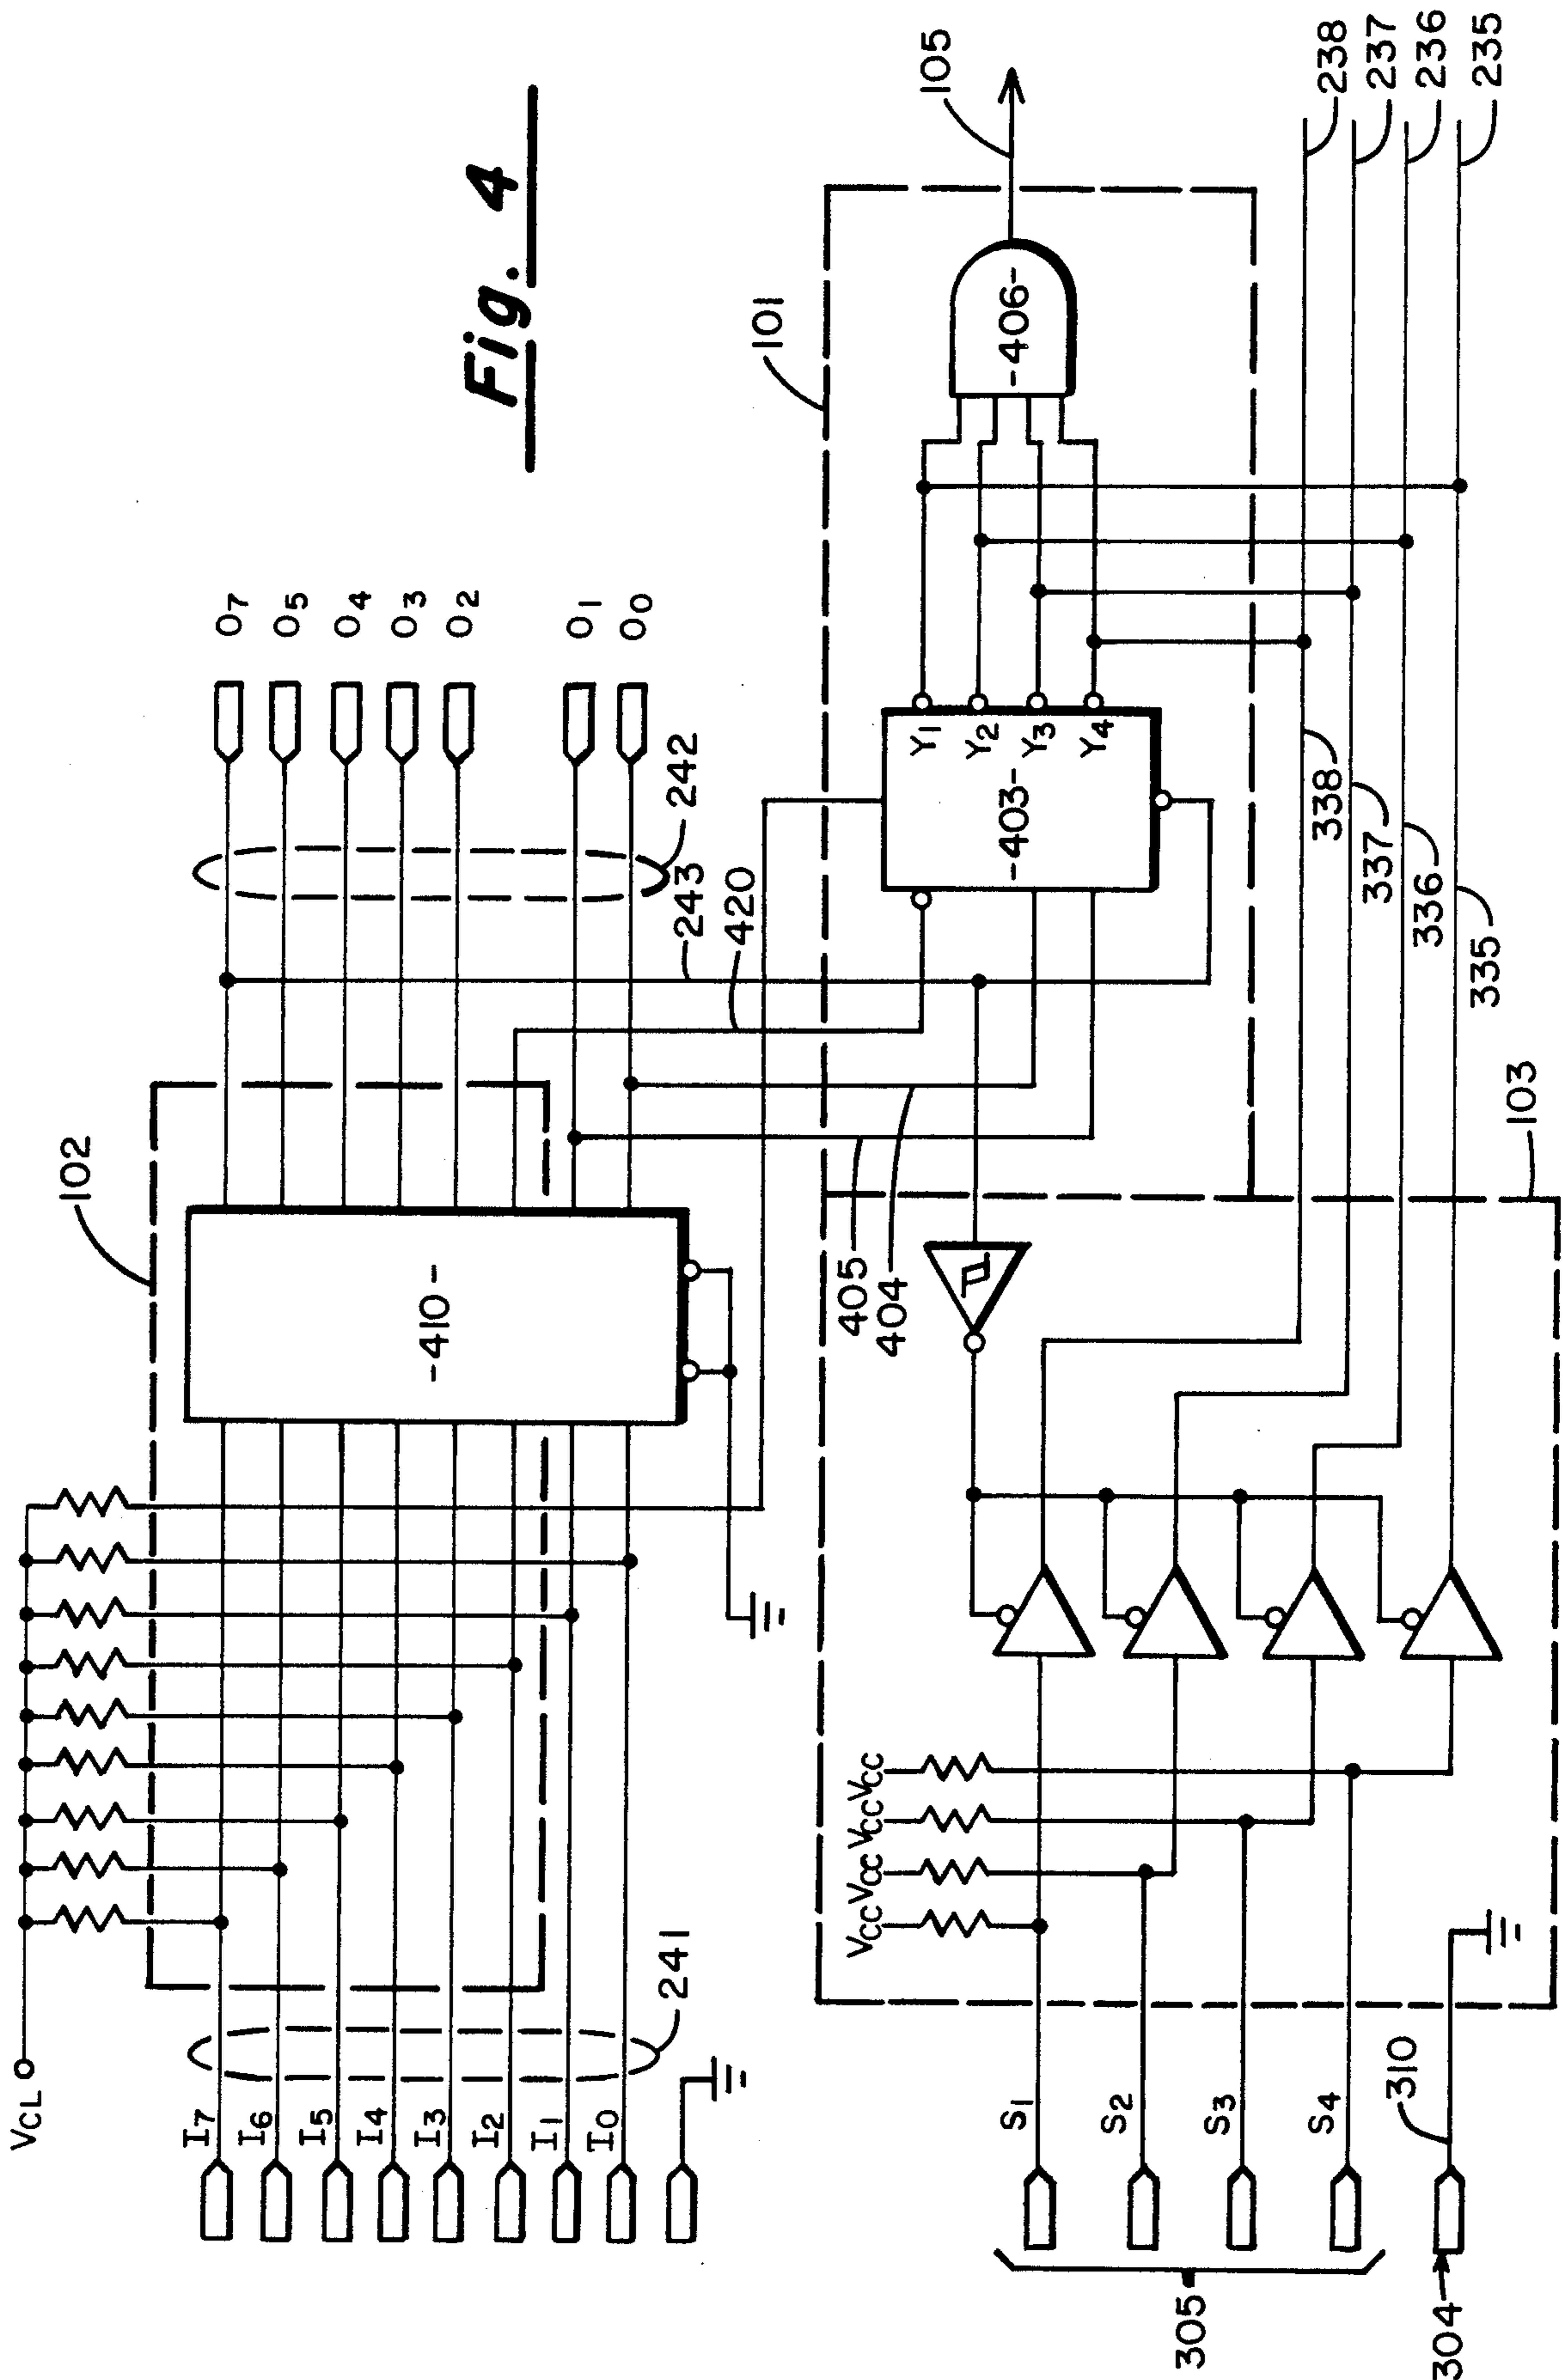 Fig. 4
VCL
102
I7
I6
I5
I4
I3
I2
I1
I0
241
-410-
O7
O5
O4
O3
O2
O1
O0
242
243
420
101
105
405
404
-403-
Y1
Y2
Y3
Y4
-406-
VCC
VCC
VCC
VCC
S1
S2
S3
S4
305
304
310
103
338
337
336
335
238
237
236
235